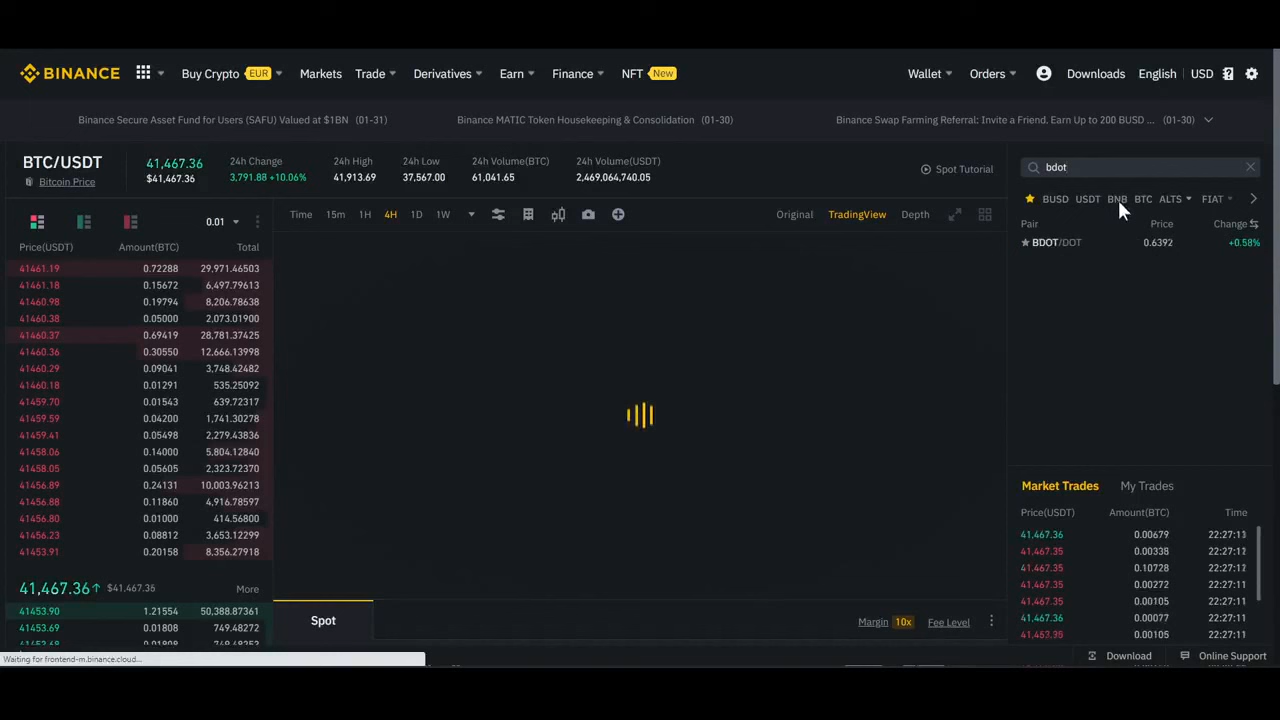 BINANCE Buy Crypto EUR Markets Trade Derivatives Earn Finance NFT New Wallet Orders Downloads English USD
Binance Secure Asset Fund for Users (SAFU) Valued at $1BN (01-31) Binance MATIC Token Housekeeping & Consolidation (01-30) Binance Swap Farming Referral: Invite a Friend. Earn Up to 200 BUSD ... (01-30)
BTC/USDT
Bitcoin Price
41,467.36
$41,467.36
24h Change
3,791.88 +10.06%
24h High
41,913.69
24h Low
37,567.00
24h Volume(BTC)
61,041.65
24h Volume(USDT)
2,469,064,740.05
Spot Tutorial
bdot
BUSD USDT BNB BTC ALTS FIAT
Pair Price Change
BDOT/DOT 0.6392 +0.58%
0.01
Time 15m 1H 4H 1D 1W Original TradingView Depth
Price(USDT) Amount(BTC) Total
41461.19 0.72288 29,971.46503
41461.18 0.15672 6,497.79613
41460.98 0.19794 8,206.78638
41460.38 0.05000 2,073.01900
41460.37 0.69419 28,781.37425
41460.36 0.30550 12,666.13998
41460.29 0.09041 3,748.42482
41460.18 0.01291 535.25092
41459.70 0.01543 639.72317
41459.59 0.04200 1,741.30278
41459.41 0.05498 2,279.43836
41458.06 0.14000 5,804.12840
41458.05 0.05605 2,323.72370
41456.89 0.24131 10,003.96213
41456.88 0.11860 4,916.78597
41456.80 0.01000 414.56800
41456.23 0.08812 3,653.12299
41453.91 0.20158 8,356.27918
41,467.36 $41,467.36 More
41453.90 1.21554 50,388.87361
41453.69 0.01808 749.48272
Spot
Margin 10x Fee Level
Market Trades My Trades
Price(USDT) Amount(BTC) Time
41,467.36 0.00679 22:27:11
41,467.35 0.00338 22:27:11
41,467.35 0.10728 22:27:11
41,467.35 0.00272 22:27:11
41,467.35 0.00105 22:27:11
41,467.36 0.00077 22:27:11
41,467.35 0.00105 22:27:11
Waiting for frontend-m.binance.cloud...
Download Online Support